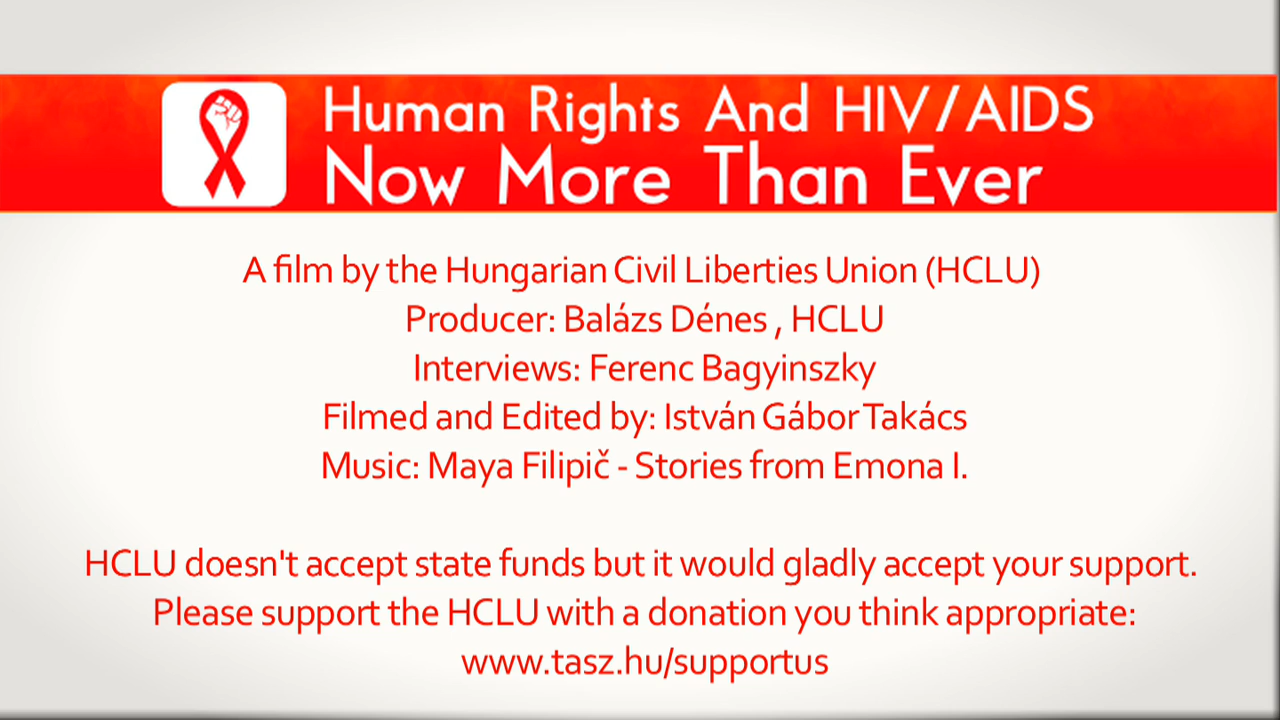 Human Rights And HIV/AIDS
Now More Than Ever
A film by the Hungarian Civil Liberties Union (HCLU)
Producer: Balázs Dénes , HCLU
Interviews: Ferenc Bagyinszky
Filmed and Edited by: István Gábor Takács
Music: Maya Filipič - Stories from Emona I.
HCLU doesn't accept state funds but it would gladly accept your support.
Please support the HCLU with a donation you think appropriate:
www.tasz.hu/supportus